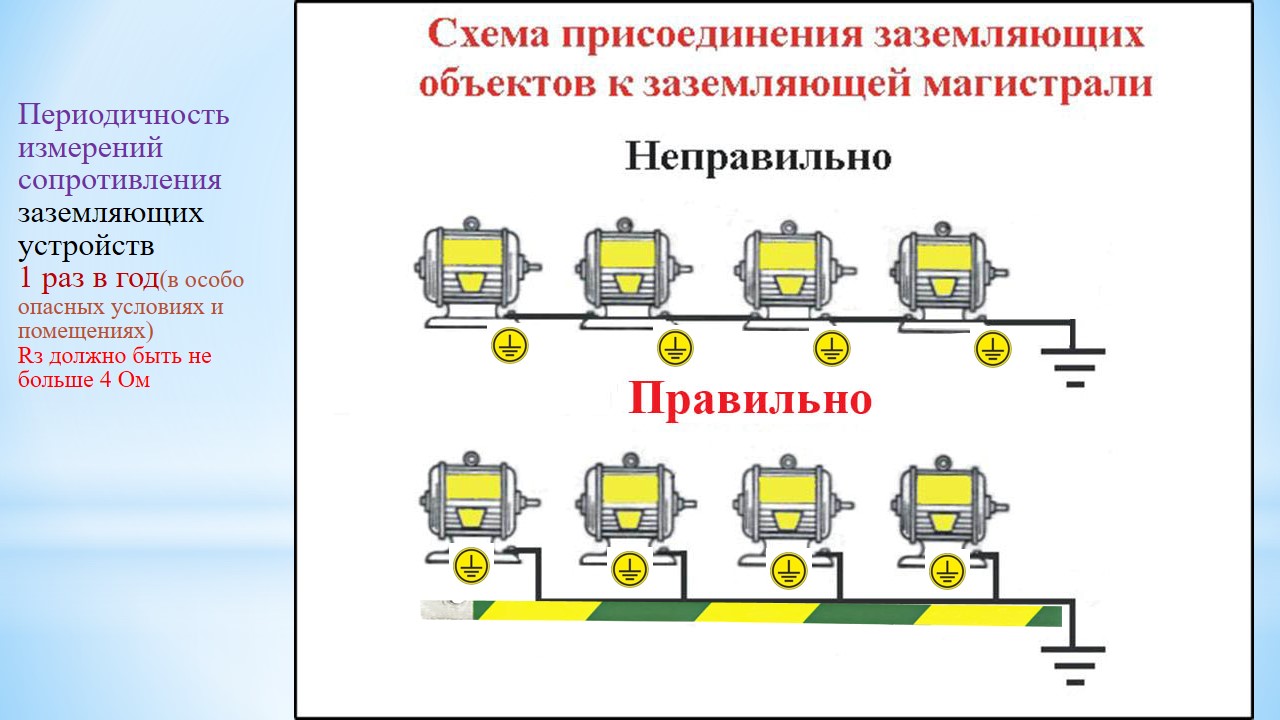 Периодичность
измерений
сопротивления
заземляющих
устройств
1 раз в год(в особо
опасных условиях и
помещениях)
Rз должно быть не
больше 4 Ом
Схема присоединения заземляющих
объектов к заземляющей магистрали
Неправильно
Правильно